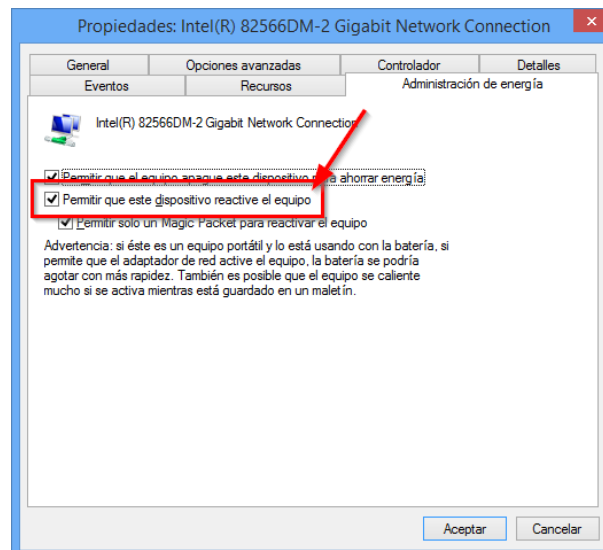 Propiedades: Intel(R) 82566DM-2 Gigabit Network Connection
General Opciones avanzadas Controlador Detalles
Eventos Recursos Administración de energía
Intel(R) 82566DM-2 Gigabit Network Connection
Permitir que el equipo apague este dispositivo para ahorrar energía
Permitir que este dispositivo reactive el equipo
Permitir solo un Magic Packet para reactivar el equipo
Advertencia: si éste es un equipo portátil y lo está usando con la batería, si
permite que el adaptador de red active el equipo, la batería se podría
agotar con más rapidez. También es posible que el equipo se caliente
mucho si se activa mientras está guardado en un maletín.
Aceptar Cancelar